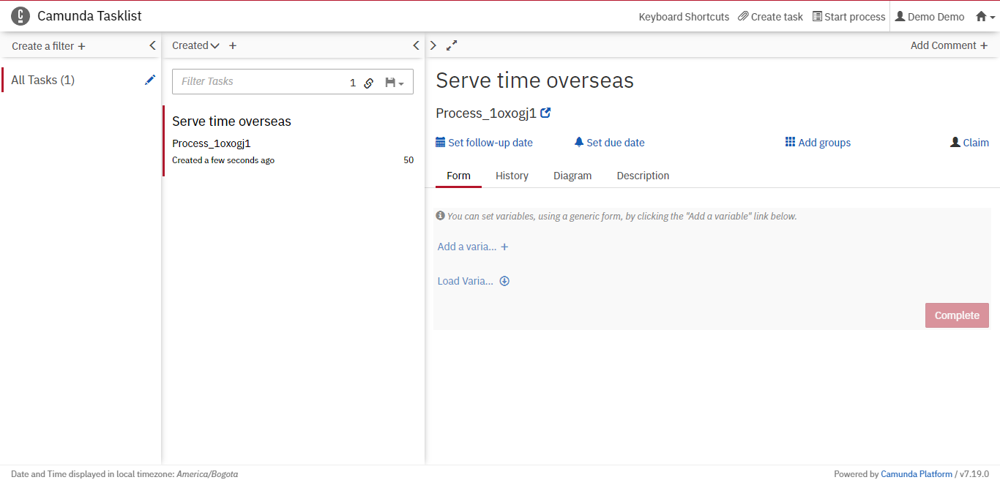 Camunda Tasklist
Keyboard Shortcuts Create task Start process Demo Demo
Create a filter +
Created +
Add Comment +
All Tasks (1)
Filter Tasks 1
Serve time overseas
Process_1oxogj1
Created a few seconds ago 50
Serve time overseas
Process_1oxogj1
Set follow-up date Set due date Add groups Claim
Form History Diagram Description
You can set variables, using a generic form, by clicking the "Add a variable" link below.
Add a varia... +
Load Varia...
Complete
Date and Time displayed in local timezone: America/Bogota
Powered by Camunda Platform / v7.19.0